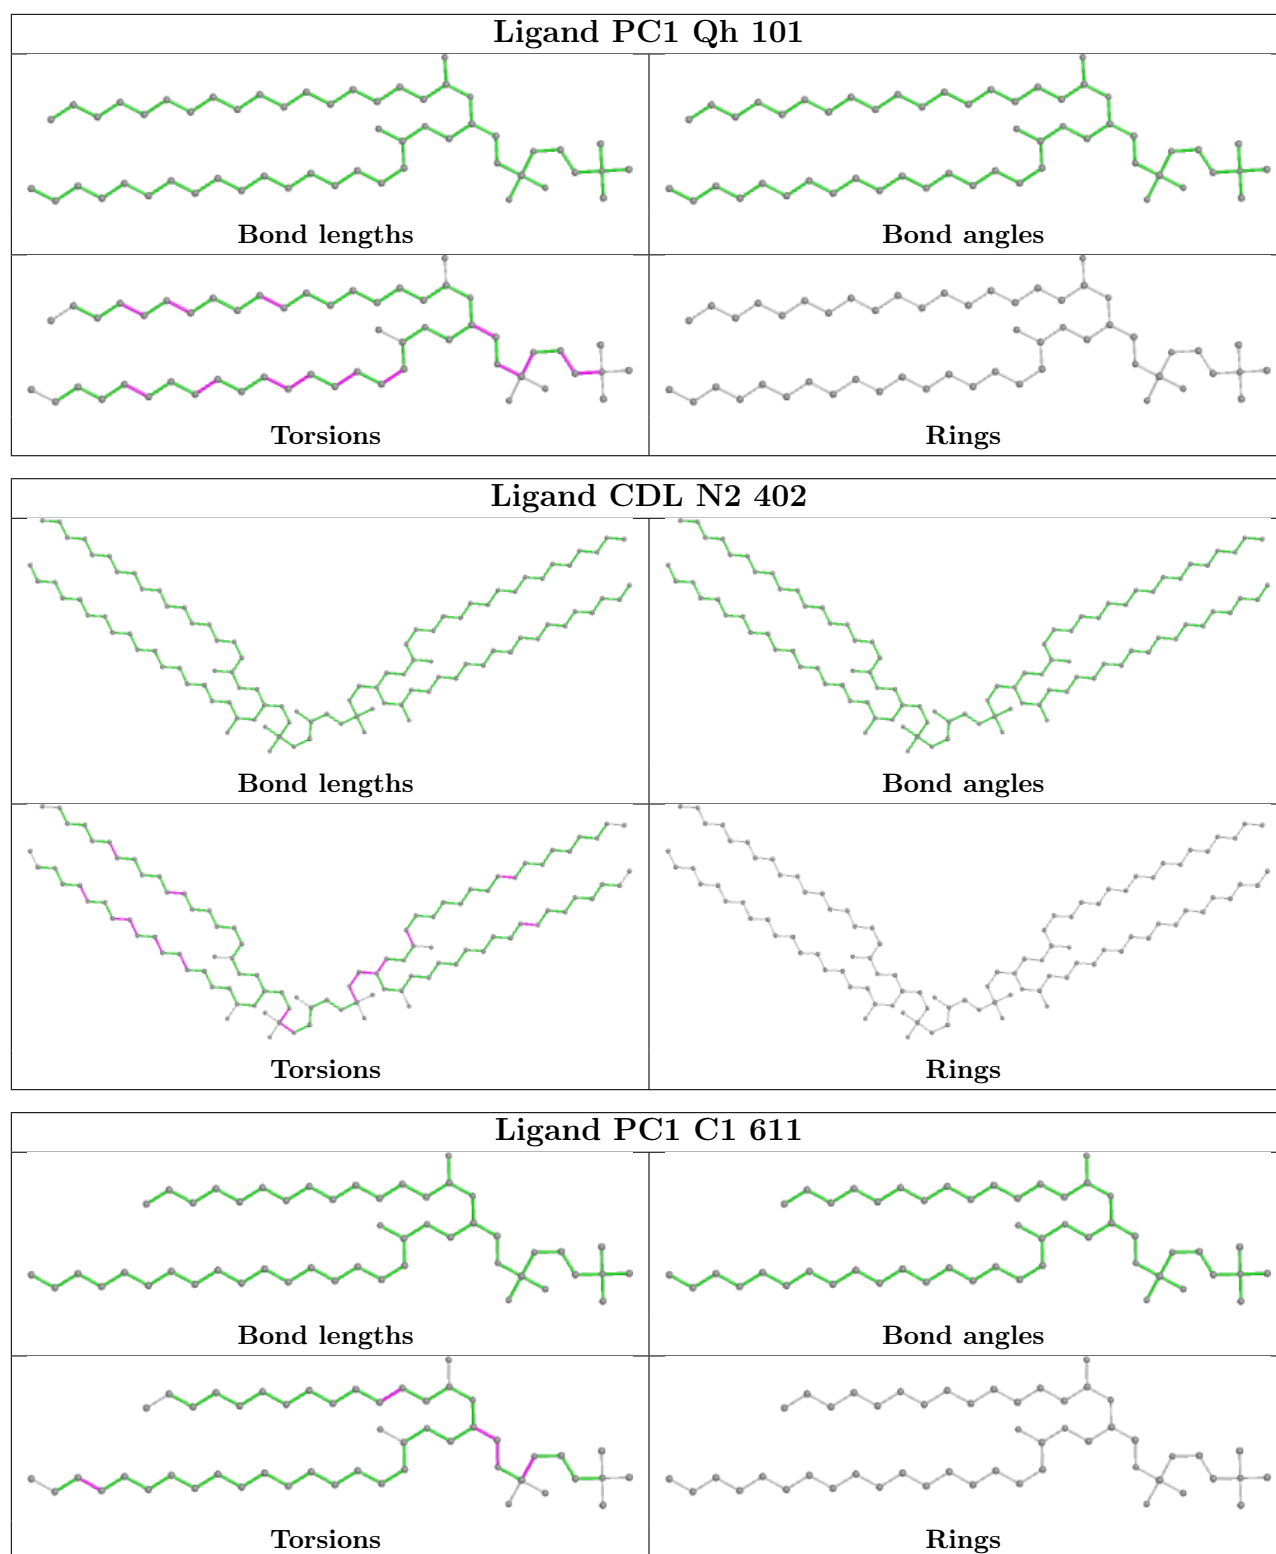 Ligand PC1 Qh 101
Bond lengths
Bond angles
Torsions
Rings
Ligand CDL N2 402
Bond lengths
Bond angles
Torsions
Rings
Ligand PC1 C1 611
Bond lengths
Bond angles
Torsions
Rings